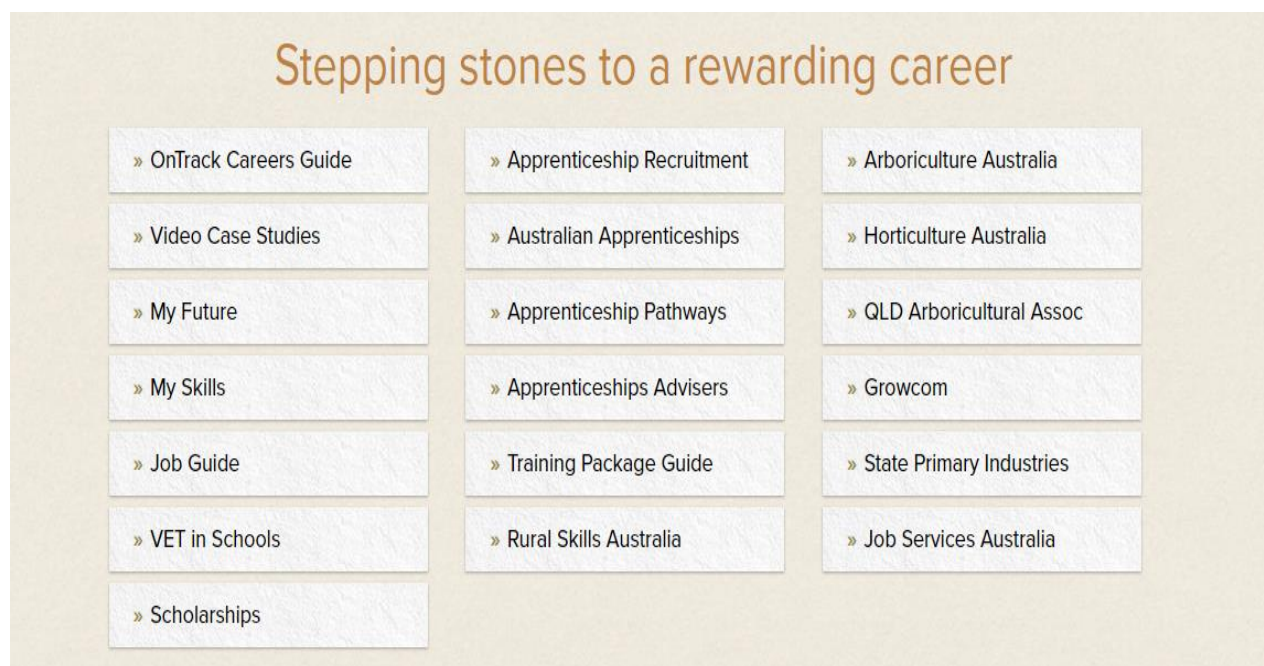 Stepping stones to a rewarding career
» OnTrack Careers Guide
» Video Case Studies
» My Future
» My Skills
» Job Guide
» VET in Schools
» Scholarships
» Apprenticeship Recruitment
» Australian Apprenticeships
» Apprenticeship Pathways
» Apprenticeships Advisers
» Training Package Guide
» Rural Skills Australia
» Arboriculture Australia
» Horticulture Australia
» QLD Arboricultural Assoc
» Growcom
» State Primary Industries
» Job Services Australia